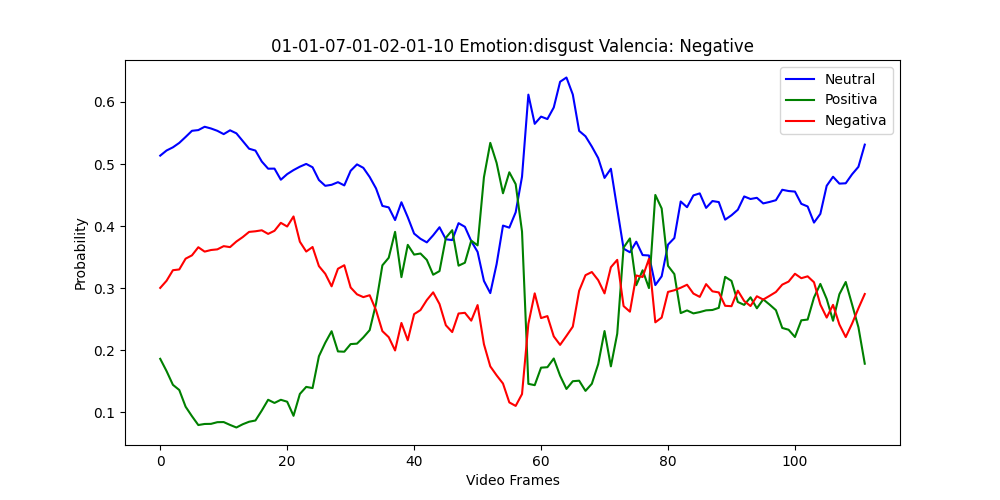 01-01-07-01-02-01-10 Emotion:disgust Valencia: Negative
Neutral
Positiva
Negativa
0.6
0.5
0.4
0.3
0.2
0.1
Probability
0 20 40 60 80 100
Video Frames